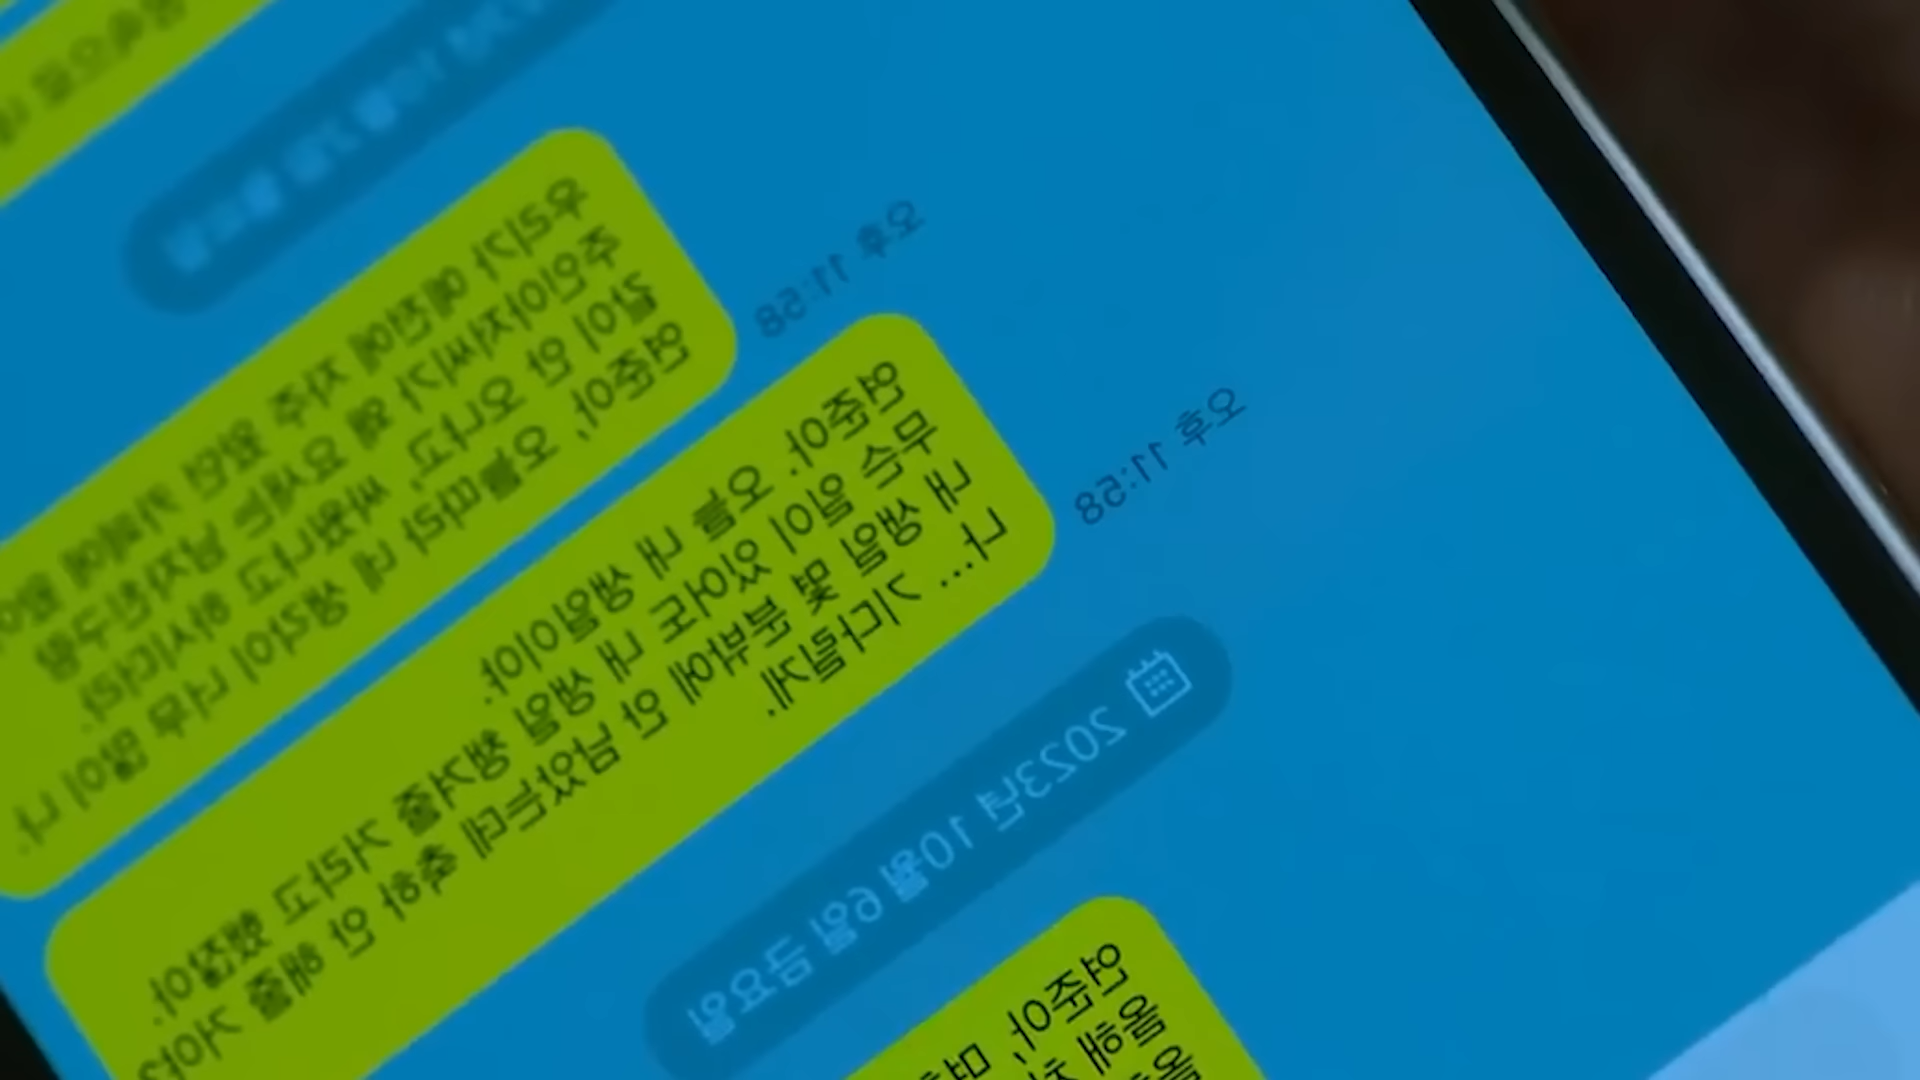 우리가 예전에 자주 왔던 카페에 왔어
주인아저씨가 왜 요새는 남자친구랑
같이 안 오냐고, 싸웠냐고 하시더라.
연준아, 오늘따라 네 생각이 너무 많이 나.
오후 11:58
연준아. 오늘 내 생일이야.
무슨 일이 있어도 내 생일 챙겨줄 거라고 했잖아.
내 생일 몇 분밖에 안 남았는데 축하 안 해줄 거야?
나... 기다릴게.
오후 11:58
2023년 10월 6일 금요일
연준아,